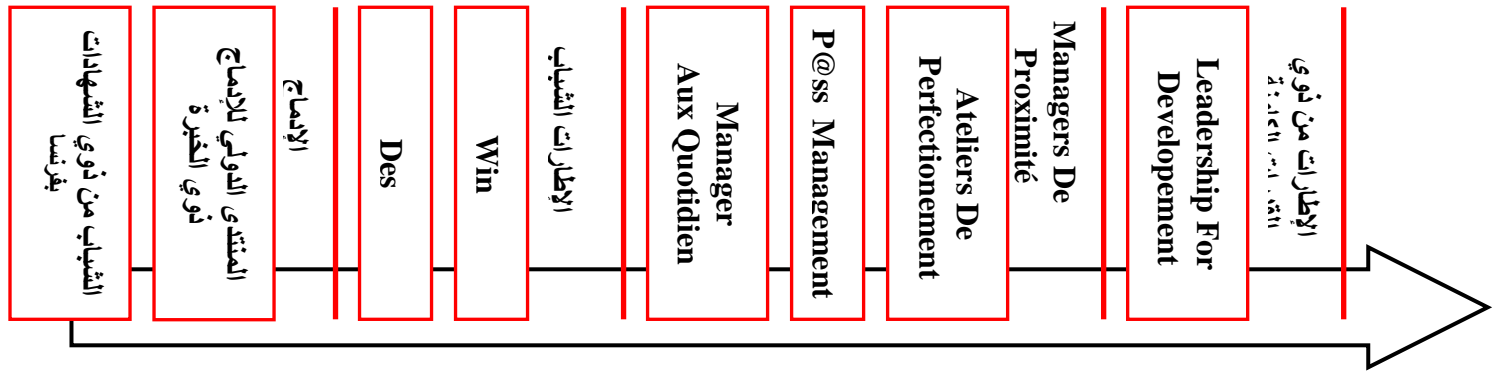 الإطارات من ذوي
Leadership For
Developement
Managers De
Proximité
Ateliers De
Perfectionement
P@ss Management
Manager
Aux Quotidien
الإطارات الشباب
Win
Des
الإدماج
المنتدى الدولي للإدماج
ذوي الخبرة
الشباب من ذوي الشهادات
بفرنسا